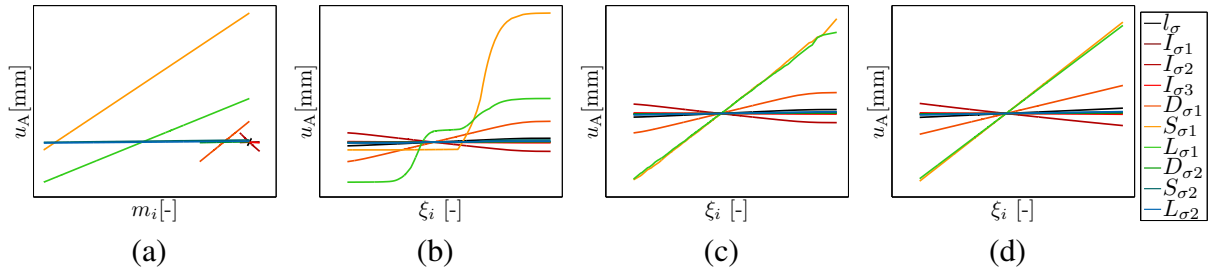 u_A[mm]
m_i[-]
(a)
u_A[mm]
ξ_i [-]
(b)
u_A[mm]
ξ_i [-]
(c)
u_A[mm]
ξ_i [-]
(d)
l_σ
I_σ1
I_σ2
I_σ3
D_σ1
S_σ1
L_σ1
D_σ2
S_σ2
L_σ2